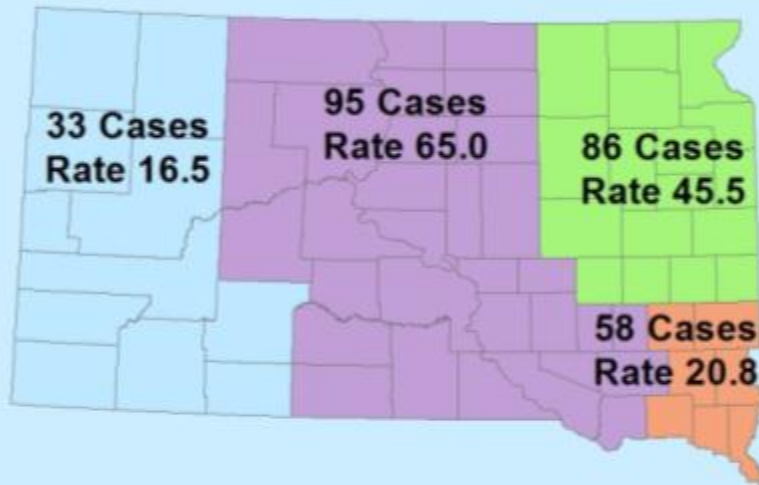 33 Cases
Rate 16.5
95 Cases
Rate 65.0
86 Cases
Rate 45.5
58 Cases
Rate 20.8